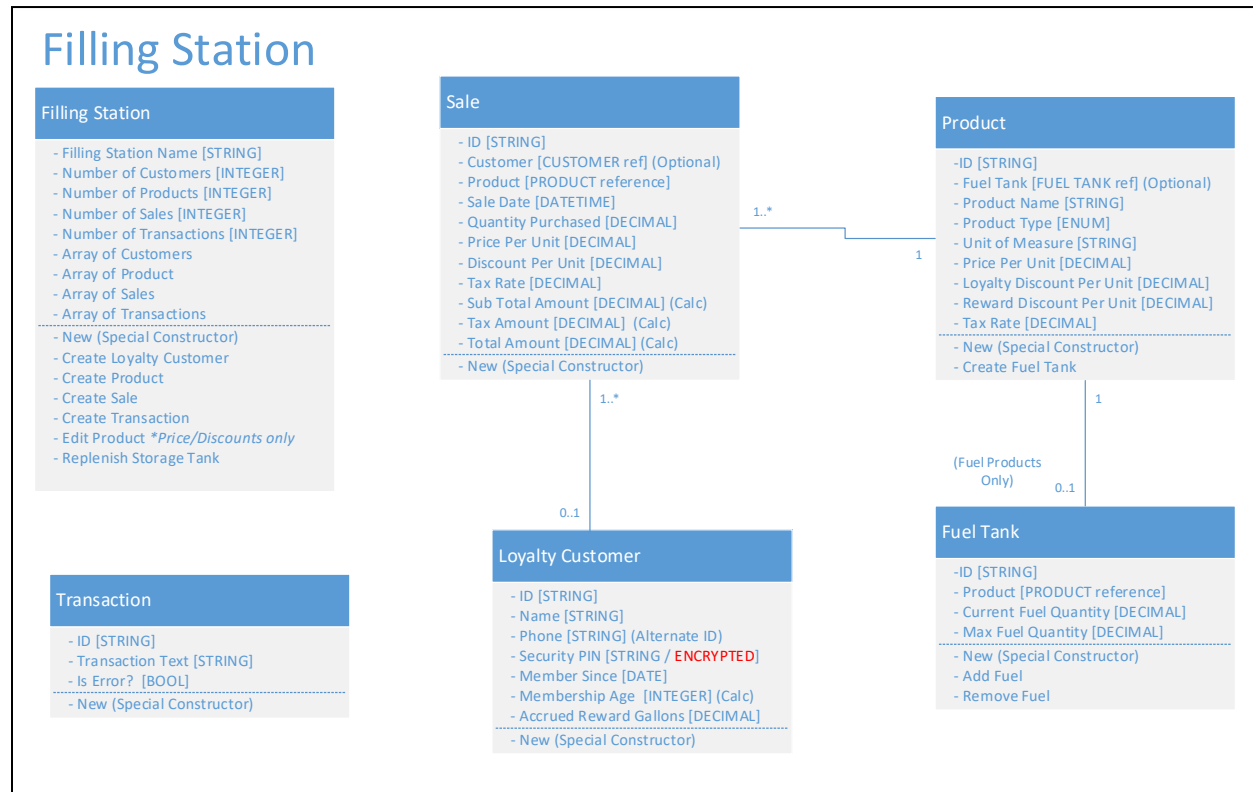 Filling Station
Filling Station
- Filling Station Name [STRING]
- Number of Customers [INTEGER]
- Number of Products [INTEGER]
- Number of Sales [INTEGER]
- Number of Transactions [INTEGER]
- Array of Customers
- Array of Product
- Array of Sales
- Array of Transactions
- New (Special Constructor)
- Create Loyalty Customer
- Create Product
- Create Sale
- Create Transaction
- Edit Product *Price/Discounts only
- Replenish Storage Tank
Sale
- ID [STRING]
- Customer [CUSTOMER ref] (Optional)
- Product [PRODUCT reference]
- Sale Date [DATETIME]
- Quantity Purchased [DECIMAL]
- Price Per Unit [DECIMAL]
- Discount Per Unit [DECIMAL]
- Tax Rate [DECIMAL]
- Sub Total Amount [DECIMAL] (Calc)
- Tax Amount [DECIMAL] (Calc)
- Total Amount [DECIMAL] (Calc)
- New (Special Constructor)
1..*
1
Product
-ID [STRING]
- Fuel Tank [FUEL TANK ref] (Optional)
- Product Name [STRING]
- Product Type [ENUM]
- Unit of Measure [STRING]
- Price Per Unit [DECIMAL]
- Loyalty Discount Per Unit [DECIMAL]
- Reward Discount Per Unit [DECIMAL]
- Tax Rate [DECIMAL]
- New (Special Constructor)
- Create Fuel Tank
1..*
0..1
1
(Fuel Products
Only)
0..1
Transaction
- ID [STRING]
- Transaction Text [STRING]
- Is Error? [BOOL]
- New (Special Constructor)
Loyalty Customer
- ID [STRING]
- Name [STRING]
- Phone [STRING] (Alternate ID)
- Security PIN [STRING / ENCRYPTED]
- Member Since [DATE]
- Membership Age [INTEGER] (Calc)
- Accrued Reward Gallons [DECIMAL]
- New (Special Constructor)
Fuel Tank
-ID [STRING]
- Product [PRODUCT reference]
- Current Fuel Quantity [DECIMAL]
- Max Fuel Quantity [DECIMAL]
- New (Special Constructor)
- Add Fuel
- Remove Fuel